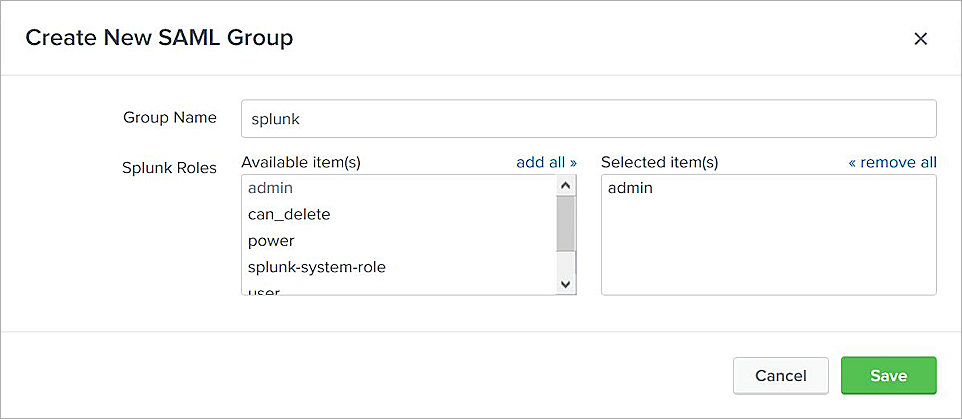 Create New SAML Group
×
Group Name
splunk
Splunk Roles
Available item(s)
add all »
admin
can_delete
power
splunk-system-role
user
Selected item(s)
« remove all
admin
Cancel
Save